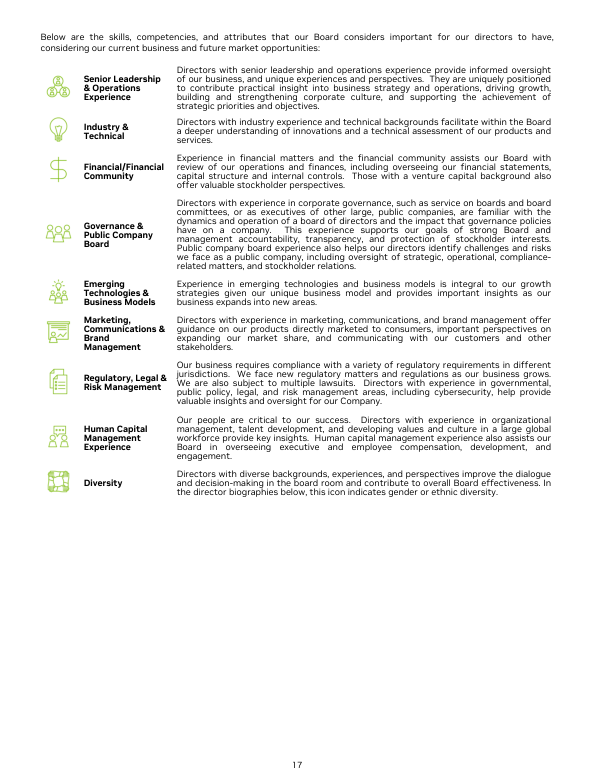 Below are the skills, competencies, and attributes that our Board considers important for our directors to have,
considering our current business and future market opportunities:
Senior Leadership
& Operations
Experience
Directors with senior leadership and operations experience provide informed oversight
of our business, and unique experiences and perspectives. They are uniquely positioned
to contribute practical insight into business strategy and operations, driving growth,
building and strengthening corporate culture, and supporting the achievement of
strategic priorities and objectives.
Industry &
Technical
Directors with industry experience and technical backgrounds facilitate within the Board
a deeper understanding of innovations and a technical assessment of our products and
services.
Financial/Financial
Community
Experience in financial matters and the financial community assists our Board with
review of our operations and finances, including overseeing our financial statements,
capital structure and internal controls. Those with a venture capital background also
offer valuable stockholder perspectives.
Governance &
Public Company
Board
Directors with experience in corporate governance, such as service on boards and board
committees, or as executives of other large, public companies, are familiar with the
dynamics and operation of a board of directors and the impact that governance policies
have on a company. This experience supports our goals of strong Board and
management accountability, transparency, and protection of stockholder interests.
Public company board experience also helps our directors identify challenges and risks
we face as a public company, including oversight of strategic, operational, compliance-
related matters, and stockholder relations.
Emerging
Technologies &
Business Models
Experience in emerging technologies and business models is integral to our growth
strategies given our unique business model and provides important insights as our
business expands into new areas.
Marketing,
Communications &
Brand
Management
Directors with experience in marketing, communications, and brand management offer
guidance on our products directly marketed to consumers, important perspectives on
expanding our market share, and communicating with our customers and other
stakeholders.
Regulatory, Legal &
Risk Management
Our business requires compliance with a variety of regulatory requirements in different
jurisdictions. We face new regulatory matters and regulations as our business grows.
We are also subject to multiple lawsuits. Directors with experience in governmental,
public policy, legal, and risk management areas, including cybersecurity, help provide
valuable insights and oversight for our Company.
Human Capital
Management
Experience
Our people are critical to our success. Directors with experience in organizational
management, talent development, and developing values and culture in a large global
workforce provide key insights. Human capital management experience also assists our
Board in overseeing executive and employee compensation, development, and
engagement.
Diversity
Directors with diverse backgrounds, experiences, and perspectives improve the dialogue
and decision-making in the board room and contribute to overall Board effectiveness. In
the director biographies below, this icon indicates gender or ethnic diversity.
17